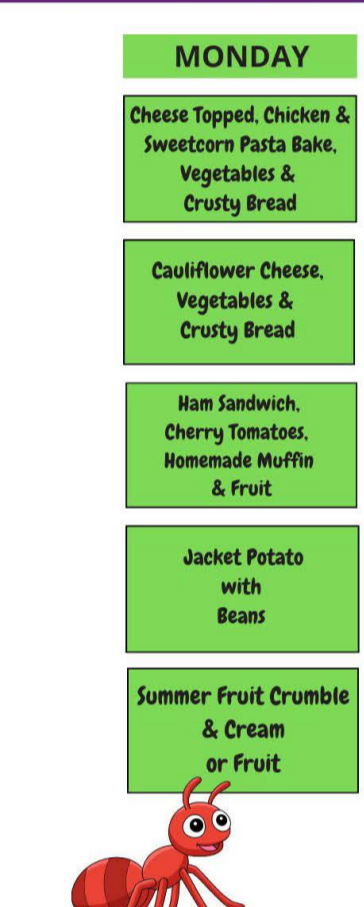 MONDAY
Cheese Topped, Chicken &
Sweetcorn Pasta Bake,
Vegetables &
Crusty Bread
Cauliflower Cheese,
Vegetables &
Crusty Bread
Ham Sandwich,
Cherry Tomatoes,
Homemade Muffin
& Fruit
Jacket Potato
with
Beans
Summer Fruit Crumble
& Cream
or Fruit